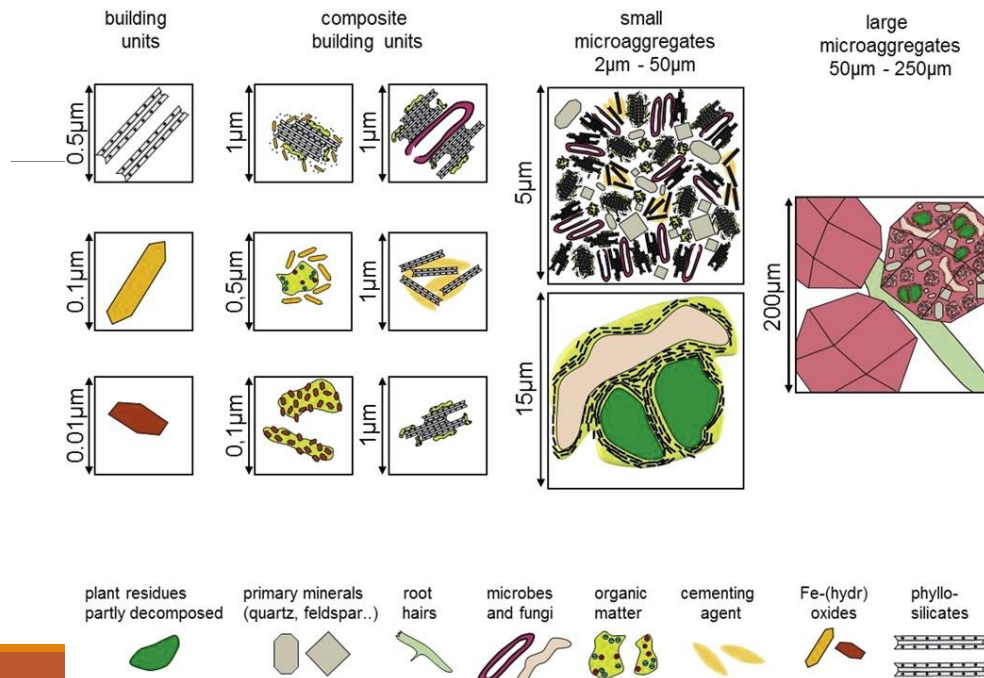 building
units
composite
building units
small
microaggregates
2µm - 50µm
large
microaggregates
50µm - 250µm
0.5µm
1µm
1µm
5µm
200µm
0.1µm
0,5µm
1µm
15µm
0.01µm
0,1µm
1µm
plant residues
partly decomposed
primary minerals
(quartz, feldspar..)
root
hairs
microbes
and fungi
organic
matter
cementing
agent
Fe-(hydr)
oxides
phyllo-
silicates